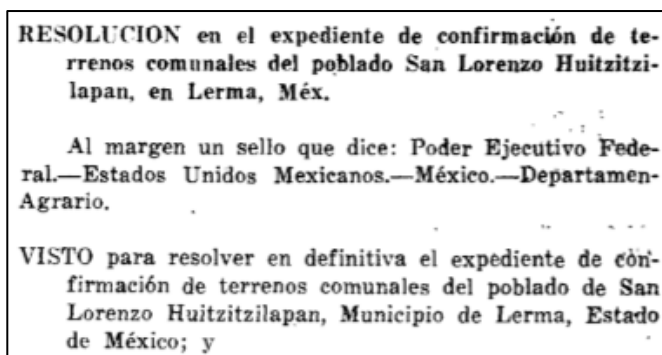 RESOLUCION en el expediente de confirmación de te-
rrenos comunales del poblado San Lorenzo Huitzitzi-
lapan, en Lerma, Méx.
Al margen un sello que dice: Poder Ejecutivo Fede-
ral.—Estados Unidos Mexicanos.—México.—Departamen-
Agrario.
VISTO para resolver en definitiva el expediente de con-
firmación de terrenos comunales del poblado de San
Lorenzo Huitzitzilapan, Municipio de Lerma, Estado
de México; y